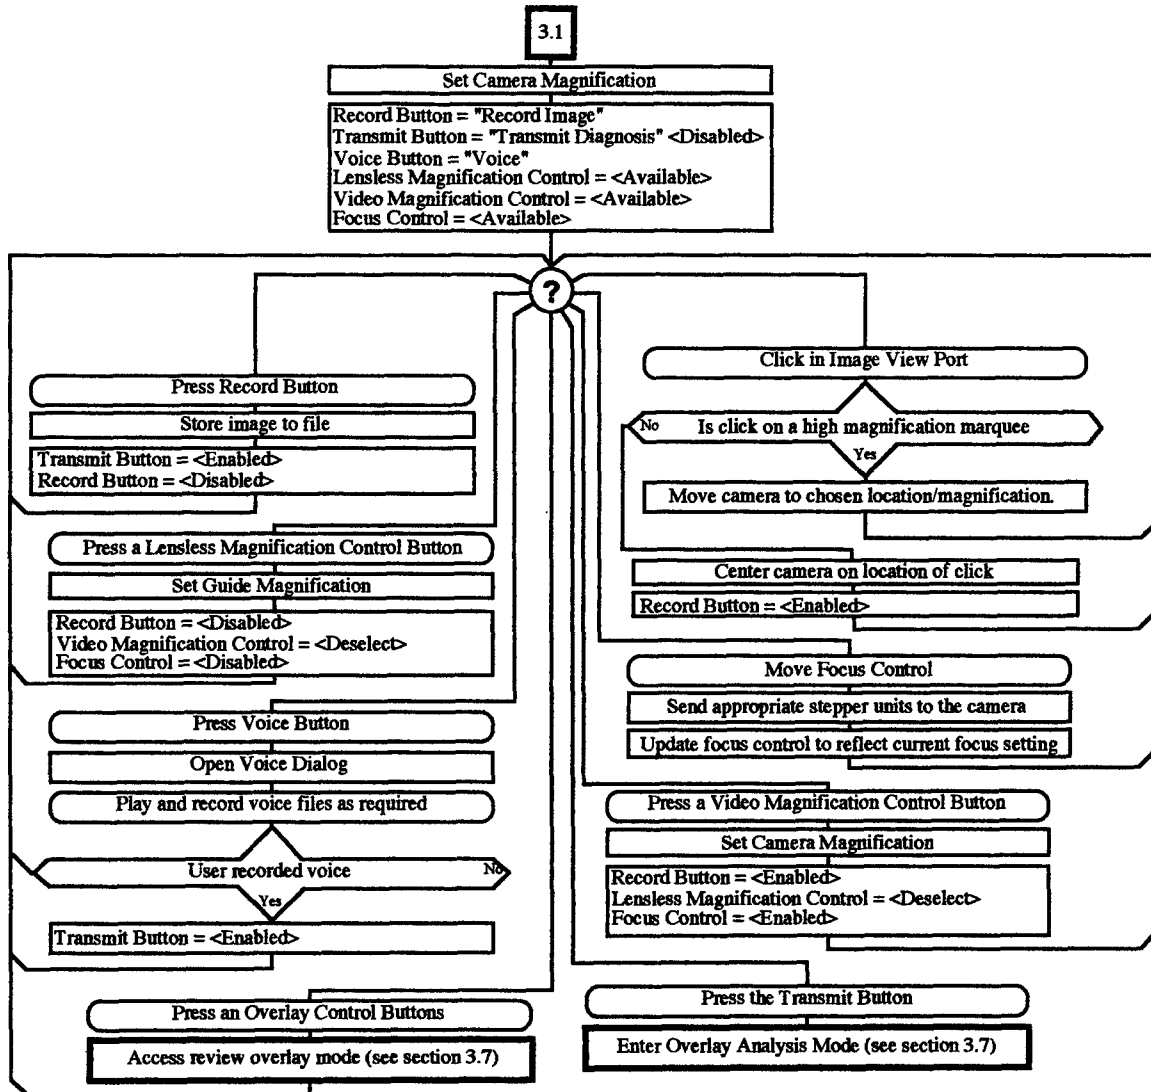 3.1
Set Camera Magnification
Record Button = "Record Image"
Transmit Button = "Transmit Diagnosis" <Disabled>
Voice Button = "Voice"
Lensless Magnification Control = <Available>
Video Magnification Control = <Available>
Focus Control = <Available>
?
Press Record Button
Store image to file
Transmit Button = <Enabled>
Record Button = <Disabled>
Press a Lensless Magnification Control Button
Set Guide Magnification
Record Button = <Disabled>
Video Magnification Control = <Deselect>
Focus Control = <Disabled>
Press Voice Button
Open Voice Dialog
Play and record voice files as required
User recorded voice
No
Yes
Transmit Button = <Enabled>
Press an Overlay Control Buttons
Access review overlay mode (see section 3.7)
Click in Image View Port
No
Is click on a high magnification marquee
Yes
Move camera to chosen location/magnification.
Center camera on location of click
Record Button = <Enabled>
Move Focus Control
Send appropriate stepper units to the camera
Update focus control to reflect current focus setting
Press a Video Magnification Control Button
Set Camera Magnification
Record Button = <Enabled>
Lensless Magnification Control = <Deselect>
Focus Control = <Enabled>
Press the Transmit Button
Enter Overlay Analysis Mode (see section 3.7)